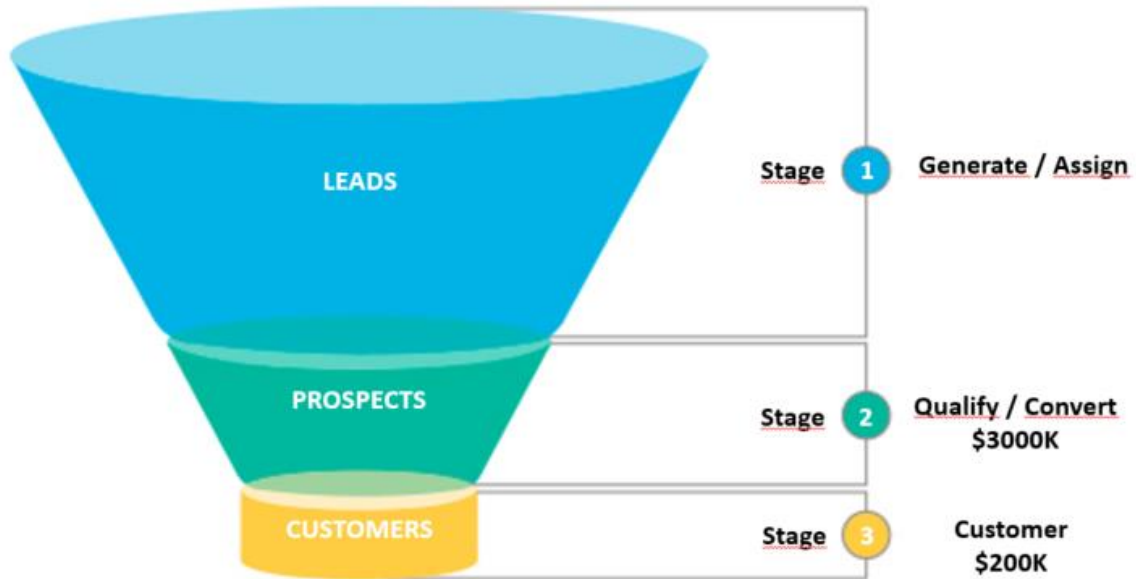 LEADS
Stage 1 Generate / Assign
PROSPECTS
Stage 2 Qualify / Convert
$3000K
CUSTOMERS
Stage 3 Customer
$200K